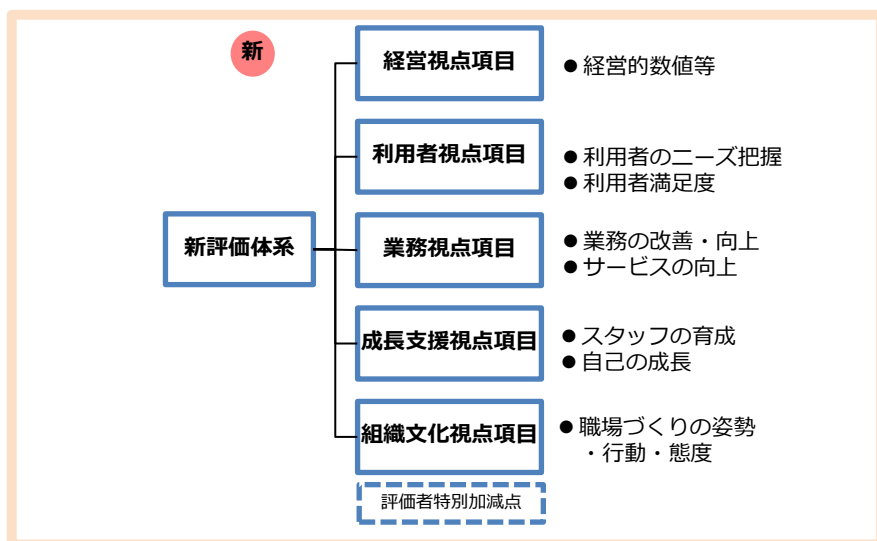 新
経営視点項目
● 経営的数値等
利用者視点項目
● 利用者のニーズ把握
● 利用者満足度
新評価体系
業務視点項目
● 業務の改善・向上
● サービスの向上
成長支援視点項目
● スタッフの育成
● 自己の成長
組織文化視点項目
● 職場づくりの姿勢
・行動・態度
評価者特別加減点